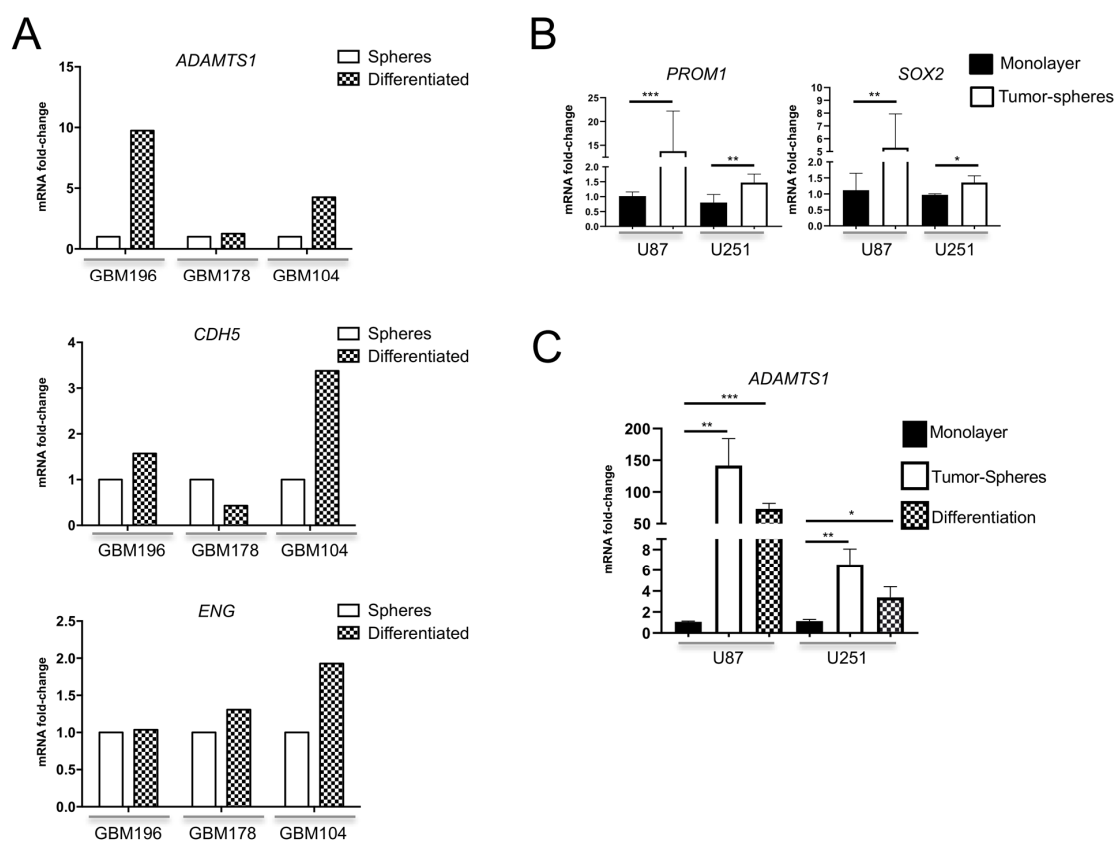 A
ADAMTS1
Spheres
Differentiated
mRNA fold-change
15
10
5
0
GBM196 GBM178 GBM104
CDH5
Spheres
Differentiated
mRNA fold-change
4
3
2
1
0
GBM196 GBM178 GBM104
ENG
Spheres
Differentiated
mRNA fold-change
2.5
2.0
1.5
1.0
0.5
0.0
GBM196 GBM178 GBM104
B
PROM1
mRNA fold-change
25
20
15
10
5
2.0
1.5
1.0
0.5
0.0
***
**
U87 U251
SOX2
Monolayer
Tumor-spheres
mRNA fold-change
10
9
8
7
6
5
2.0
1.5
1.0
0.5
0.0
**
*
U87 U251
C
ADAMTS1
Monolayer
Tumor-Spheres
Differentiation
mRNA fold-change
200
150
100
50
8
6
4
2
0
***
**
*
**
U87 U251